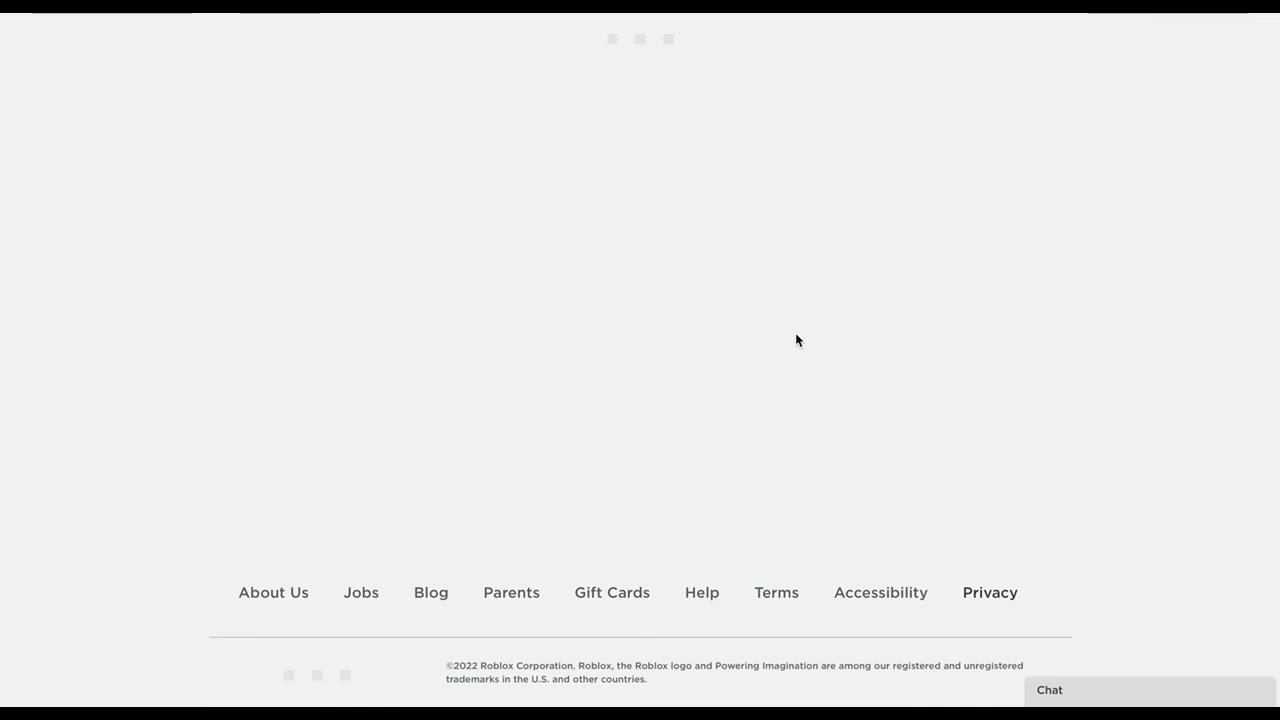 About Us Jobs Blog Parents Gift Cards Help Terms Accessibility Privacy
©2022 Roblox Corporation. Roblox, the Roblox logo and Powering Imagination are among our registered and unregistered
trademarks in the U.S. and other countries.
Chat